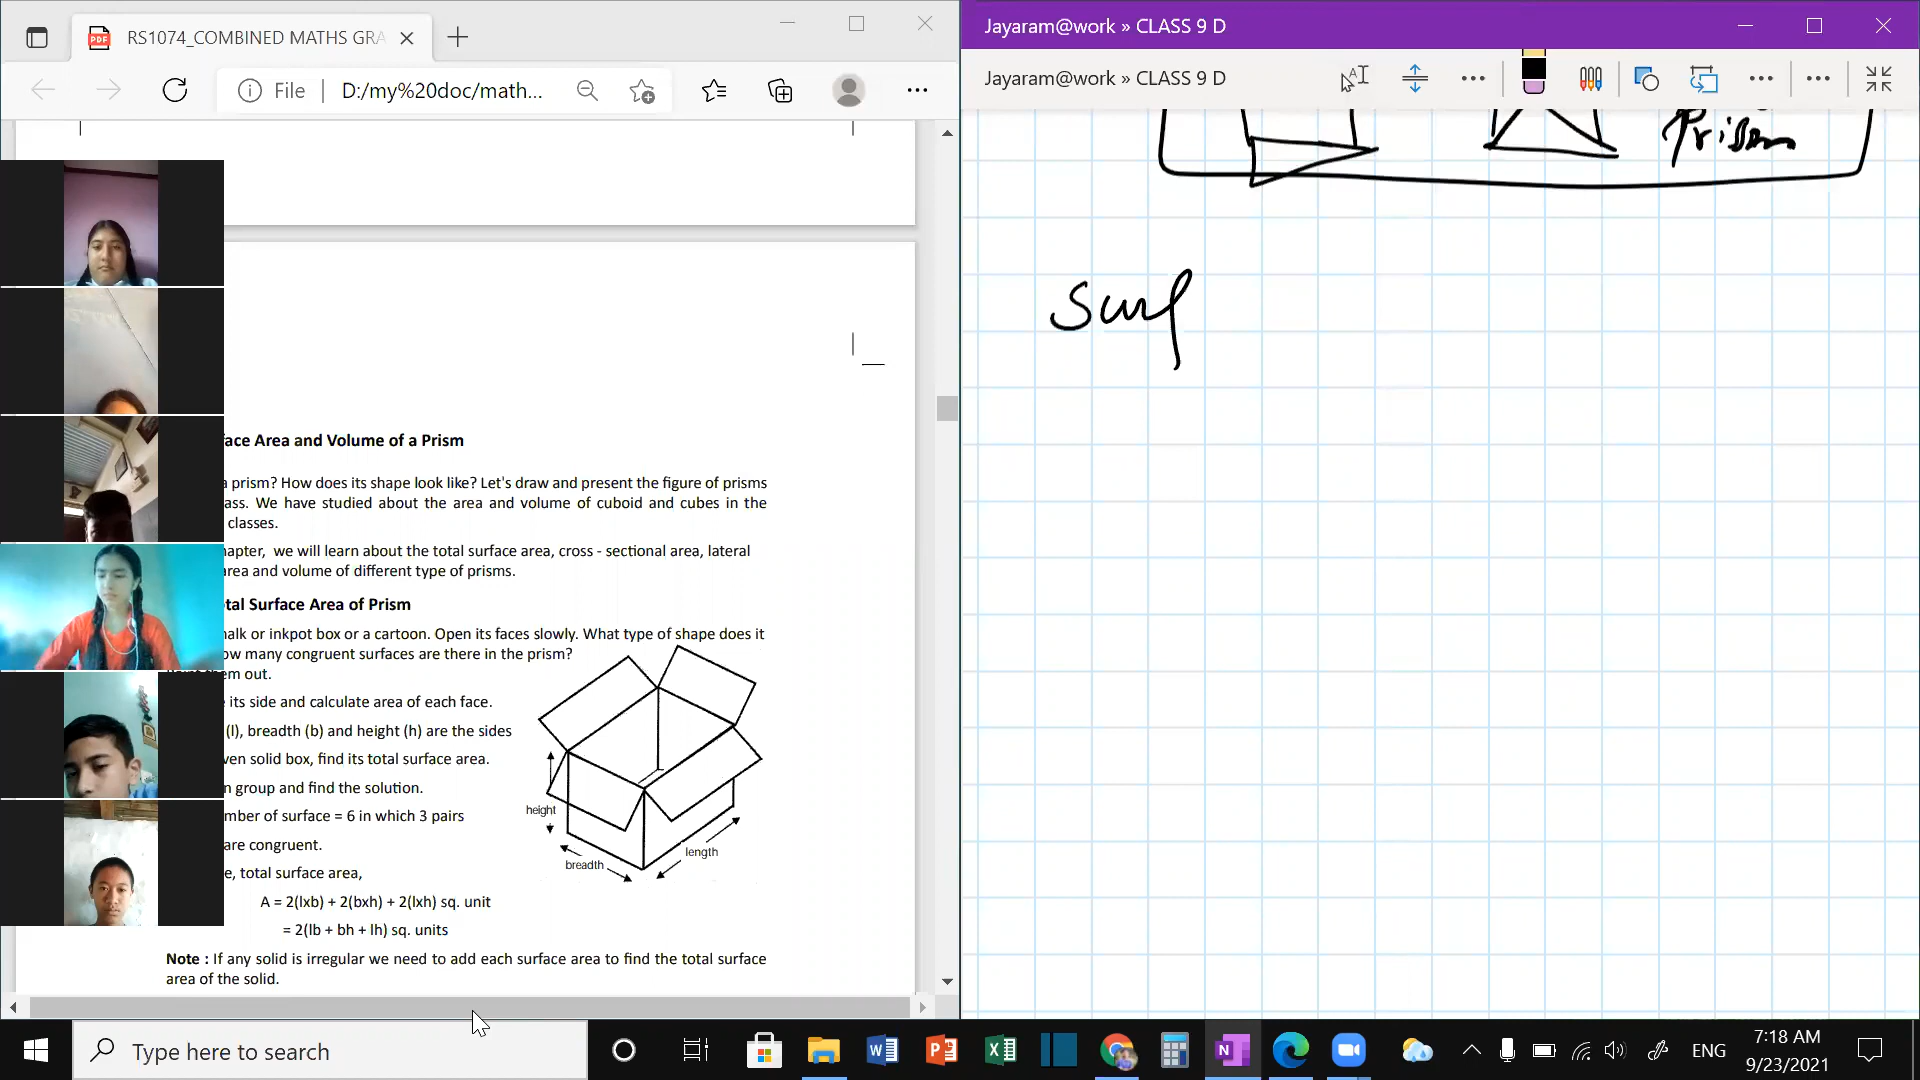 RS1074_COMBINED MATHS GRA
File
D:/my%20doc/math...
face Area and Volume of a Prism
a prism? How does its shape look like? Let's draw and present the figure of prisms
ass. We have studied about the area and volume of cuboid and cubes in the
classes.
hapter, we will learn about the total surface area, cross - sectional area, lateral
area and volume of different type of prisms.
tal Surface Area of Prism
halk or inkpot box or a cartoon. Open its faces slowly. What type of shape does it
ow many congruent surfaces are there in the prism?
em out.
its side and calculate area of each face.
(l), breadth (b) and height (h) are the sides
ven solid box, find its total surface area.
n group and find the solution.
mber of surface = 6 in which 3 pairs
are congruent.
e, total surface area,
A = 2(lxb) + 2(bxh) + 2(lxh) sq. unit
= 2(lb + bh + lh) sq. units
Note : If any solid is irregular we need to add each surface area to find the total surface
area of the solid.
height
breadth
length
Jayaram@work » CLASS 9 D
Jayaram@work » CLASS 9 D
Prism
Surf
Type here to search
ENG
7:18 AM
9/23/2021